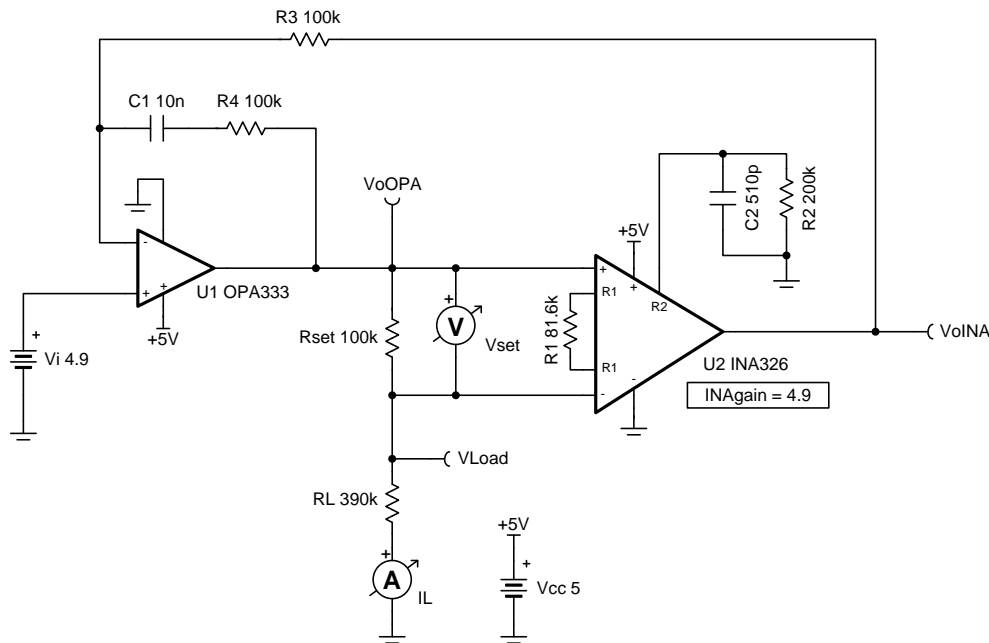 R3 100k
C1 10n
R4 100k
VoOPA
-
+
+
U1 OPA333
+5V
+
Vi 4.9
Rset 100k
+
V
Vset
+5V
C2 510p
R2 200k
+
+
R1
R1
R2
R1 81.6k
-
-
VoINA
U2 INA326
INAgain = 4.9
VLoad
RL 390k
+
A
IL
+5V
+
Vcc 5